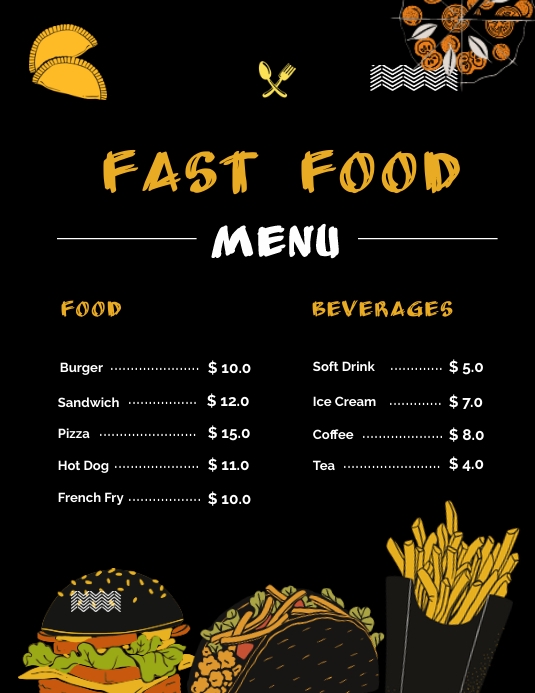 FAST FOOD
MENU
FOOD
Burger ...................... $ 10.0
Sandwich ................. $ 12.0
Pizza ........................ $ 15.0
Hot Dog ..................... $ 11.0
French Fry .................. $ 10.0
BEVERAGES
Soft Drink ............. $ 5.0
Ice Cream ............. $ 7.0
Coffee .................... $ 8.0
Tea ........................ $ 4.0